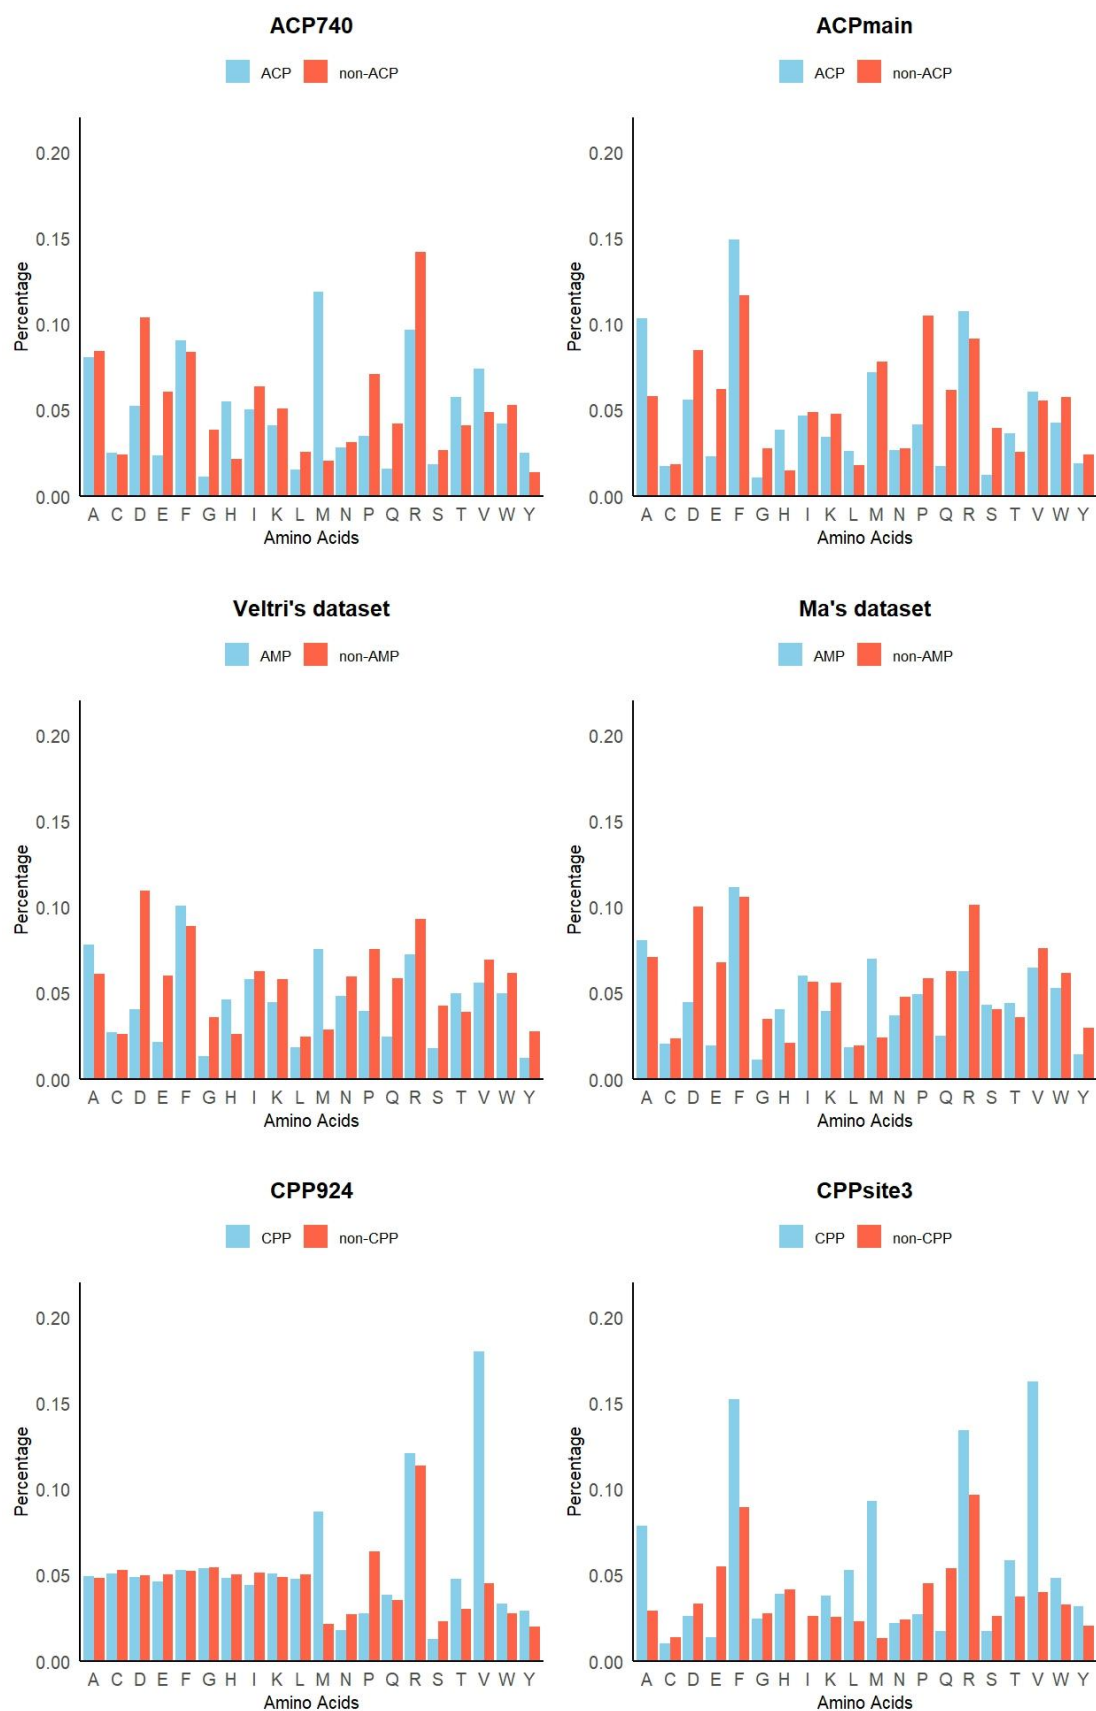 ACP740
ACP non-ACP
0.20
0.15
0.10
0.05
0.00
Percentage
A C D E F G H I K L M N P Q R S T V W Y
Amino Acids
ACPmain
ACP non-ACP
0.20
0.15
0.10
0.05
0.00
Percentage
A C D E F G H I K L M N P Q R S T V W Y
Amino Acids
Veltri's dataset
AMP non-AMP
0.20
0.15
0.10
0.05
0.00
Percentage
A C D E F G H I K L M N P Q R S T V W Y
Amino Acids
Ma's dataset
AMP non-AMP
0.20
0.15
0.10
0.05
0.00
Percentage
A C D E F G H I K L M N P Q R S T V W Y
Amino Acids
CPP924
CPP non-CPP
0.20
0.15
0.10
0.05
0.00
Percentage
A C D E F G H I K L M N P Q R S T V W Y
Amino Acids
CPPsite3
CPP non-CPP
0.20
0.15
0.10
0.05
0.00
Percentage
A C D E F G H I K L M N P Q R S T V W Y
Amino Acids